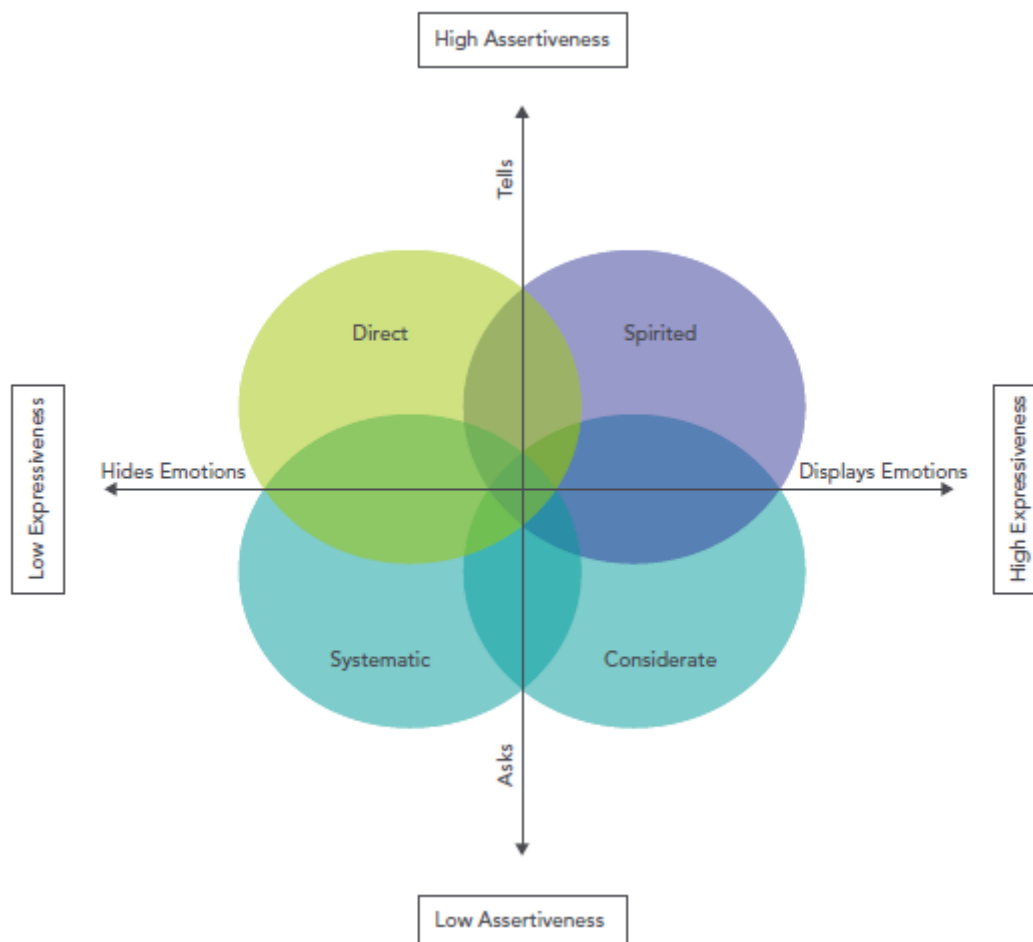 High Assertiveness
Tells
Direct
Spirited
Low Expressiveness
Hides Emotions
Displays Emotions
High Expressiveness
Systematic
Considerate
Asks
Low Assertiveness